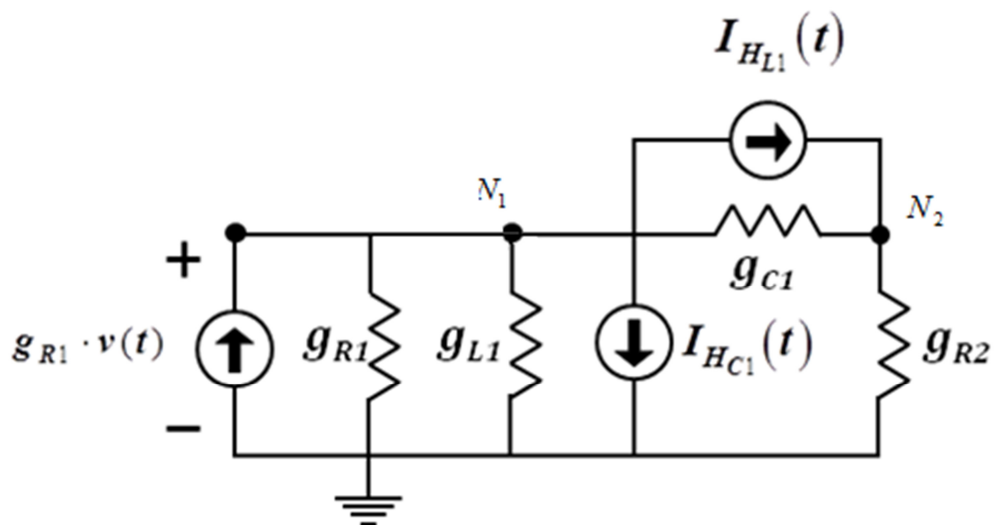 I_{H_{L1}}(t)
N_1
N_2
+
g_{C1}
g_{R1} · v(t)
g_{R1}
g_{L1}
I_{H_{C1}}(t)
g_{R2}
−